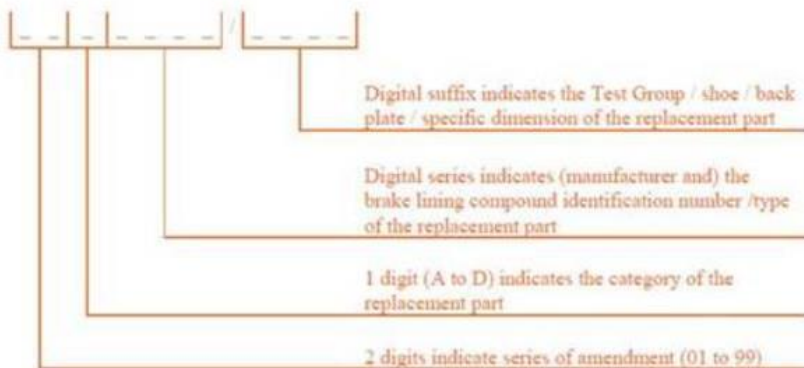 _ _ _ _ _ _ _ / _ _ _ _
Digital suffix indicates the Test Group / shoe / back
plate / specific dimension of the replacement part
Digital series indicates (manufacturer and) the
brake lining compound identification number /type
of the replacement part
1 digit (A to D) indicates the category of the
replacement part
2 digits indicate series of amendment (01 to 99)